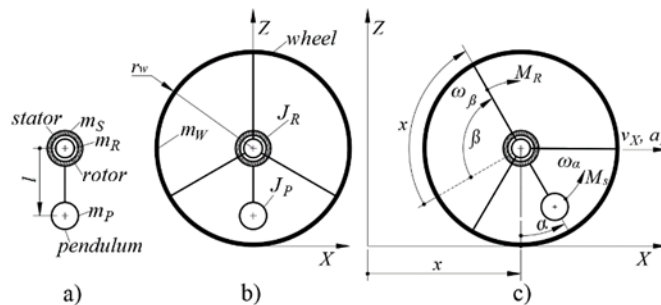 stator
m_S
m_R
rotor
l
m_P
pendulum
a)
Z
wheel
r_w
m_W
J_R
J_P
X
b)
Z
M_R
ω_β
x
β
v_X, a
ω_α
M_s
α
x
X
c)